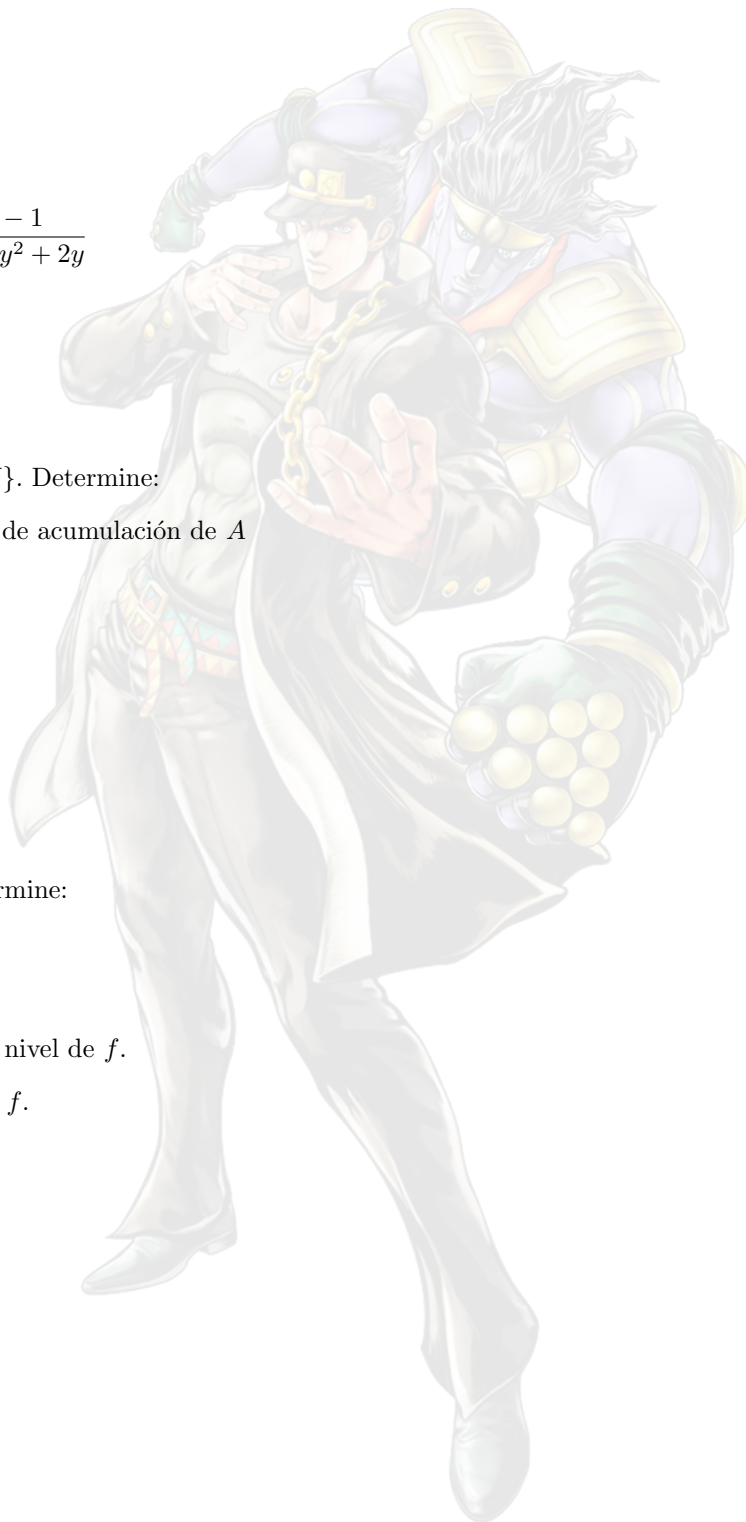 − 1
y² + 2y
}. Determine:
de acumulación de A
rmine:
nivel de f.
f.